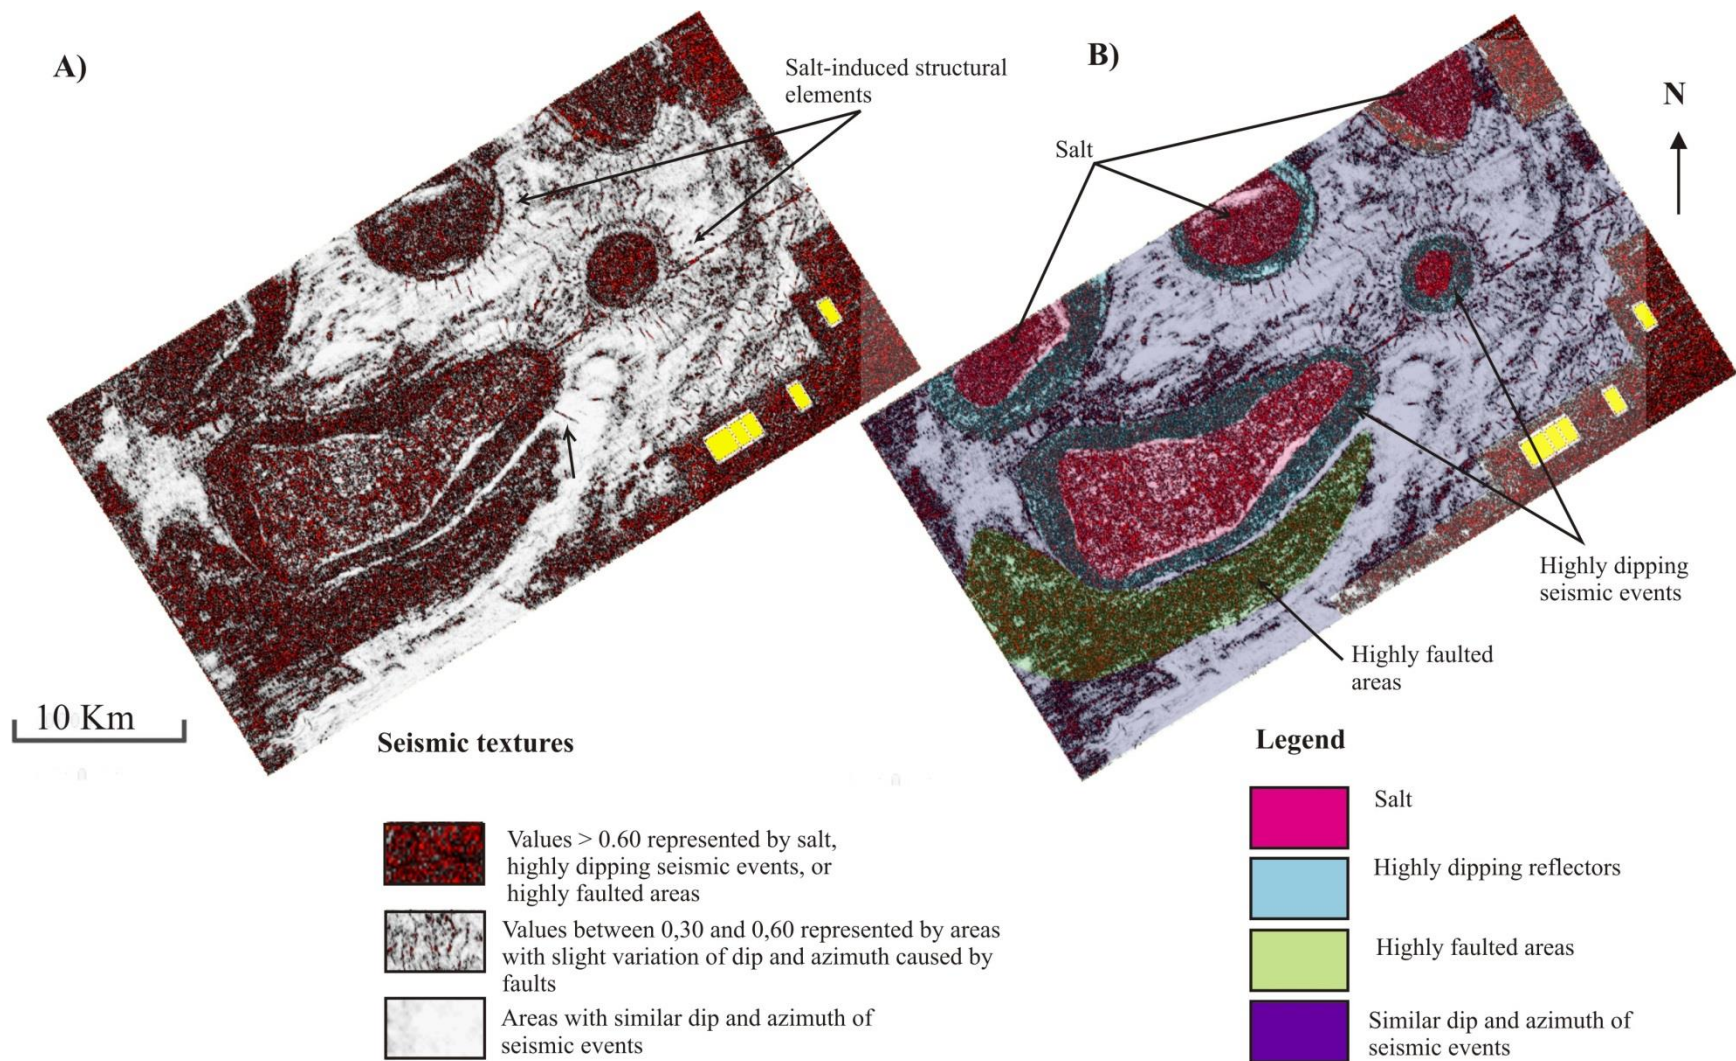 A)
Salt-induced structural
elements
B)
N
Salt
Highly dipping
seismic events
Highly faulted
areas
10 Km
Seismic textures
Values > 0.60 represented by salt,
highly dipping seismic events, or
highly faulted areas
Values between 0,30 and 0,60 represented by areas
with slight variation of dip and azimuth caused by
faults
Areas with similar dip and azimuth of
seismic events
Legend
Salt
Highly dipping reflectors
Highly faulted areas
Similar dip and azimuth of
seismic events